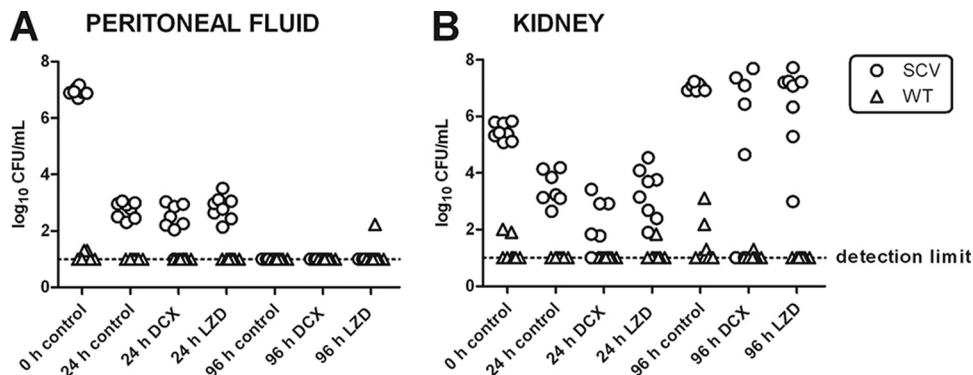 A PERITONEAL FLUID
8
6
4
2
0
log10 CFU/mL
0 h control
24 h control
24 h DCX
24 h LZD
96 h control
96 h DCX
96 h LZD
B KIDNEY
8
6
4
2
0
log10 CFU/mL
0 h control
24 h control
24 h DCX
24 h LZD
96 h control
96 h DCX
96 h LZD
detection limit
SCV
WT